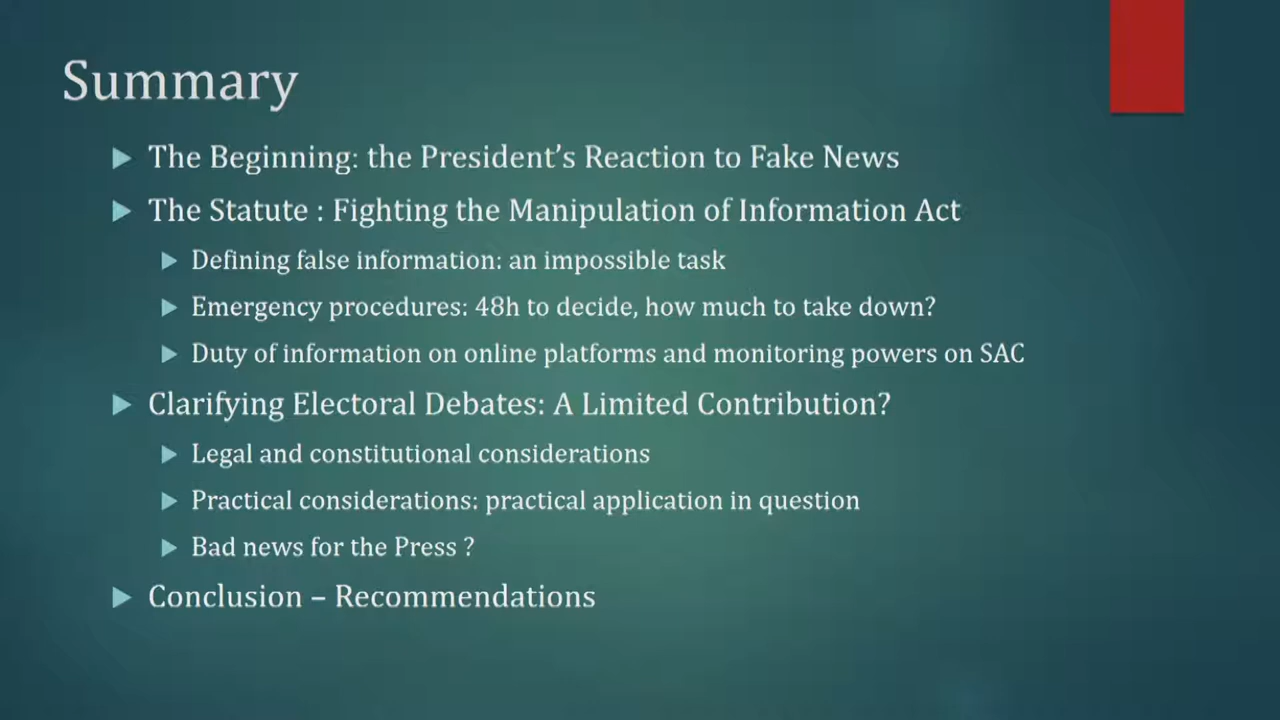 Summary
The Beginning: the President's Reaction to Fake News
The Statute : Fighting the Manipulation of Information Act
Defining false information: an impossible task
Emergency procedures: 48h to decide, how much to take down?
Duty of information on online platforms and monitoring powers on SAC
Clarifying Electoral Debates: A Limited Contribution?
Legal and constitutional considerations
Practical considerations: practical application in question
Bad news for the Press ?
Conclusion – Recommendations